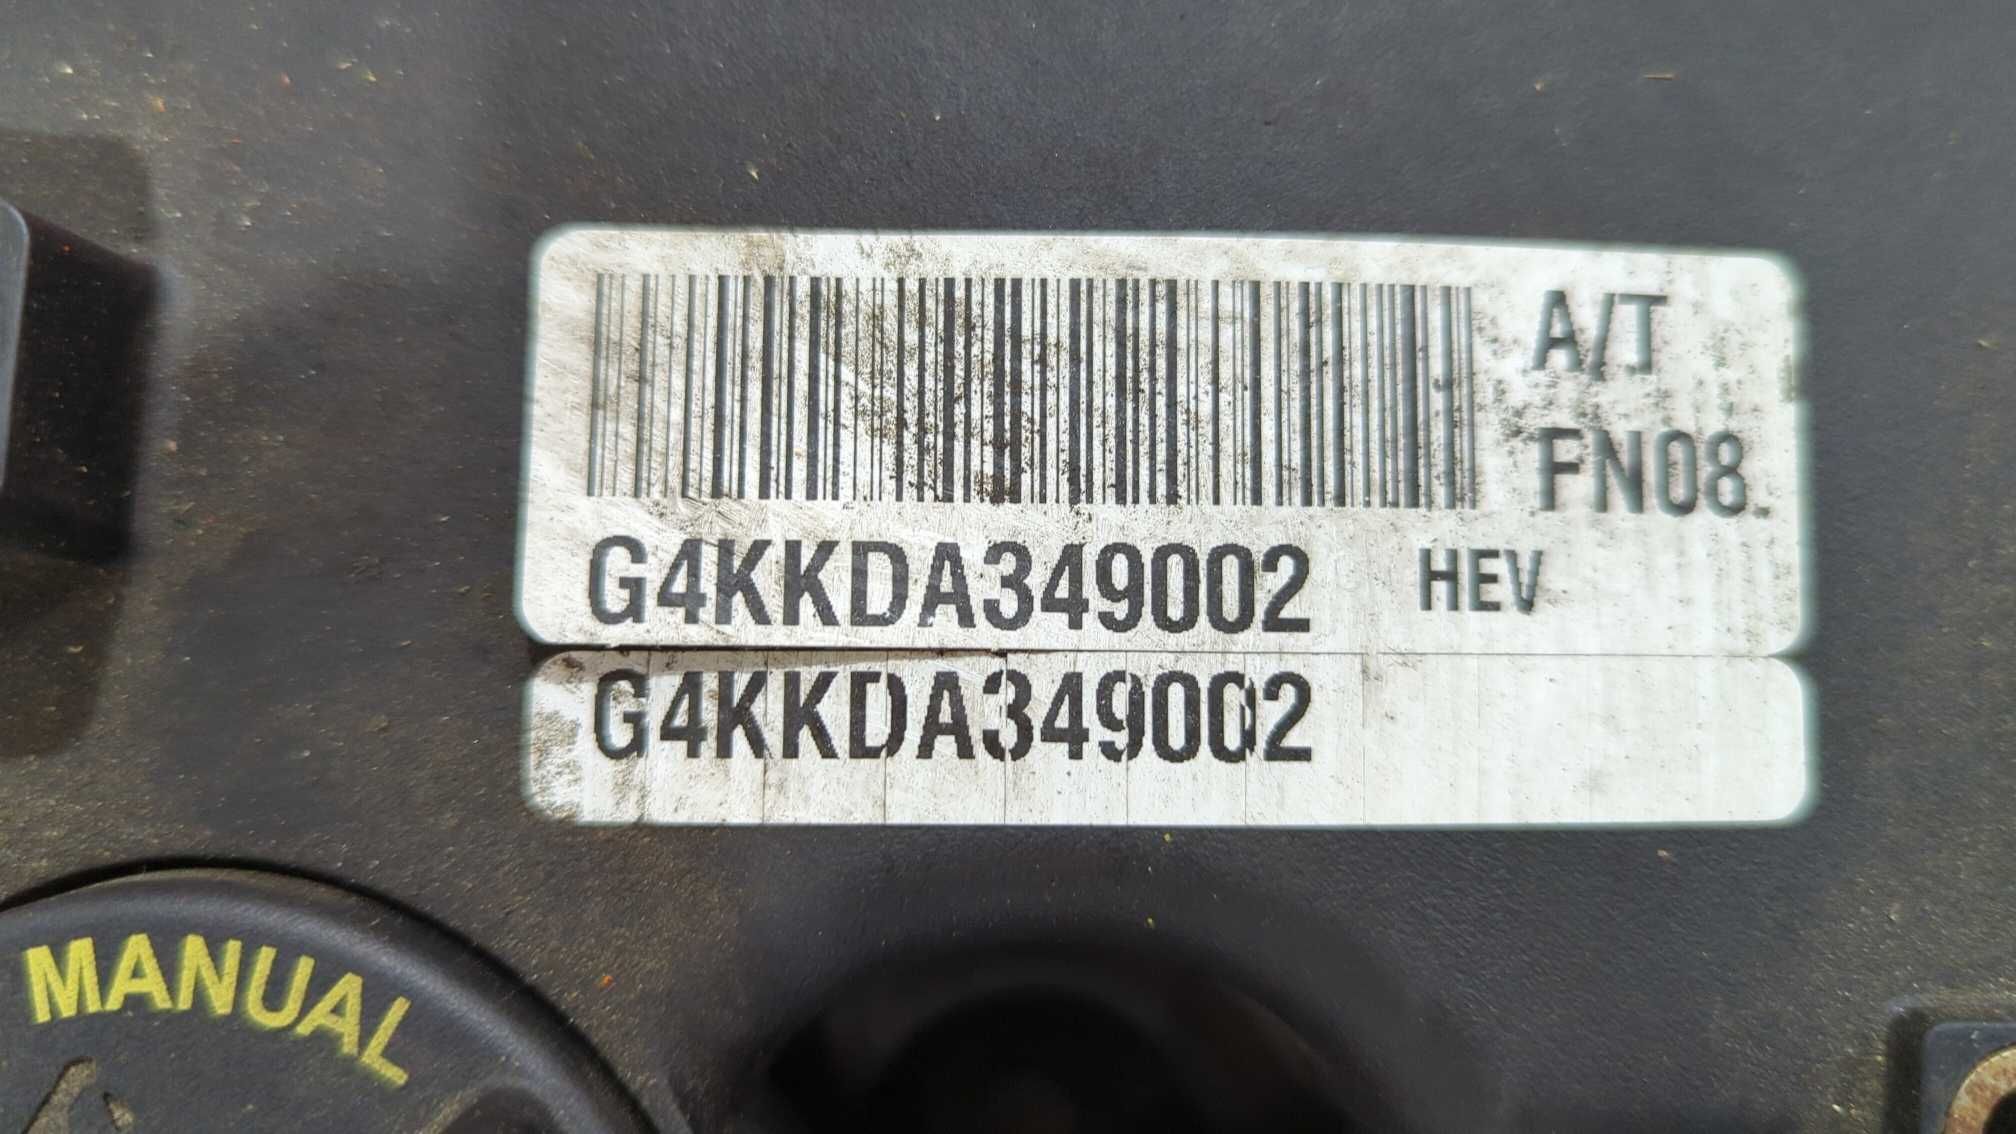 A/T
FN08.
G4KKDA349002 HEV
G4KKDA349002
MANUAL